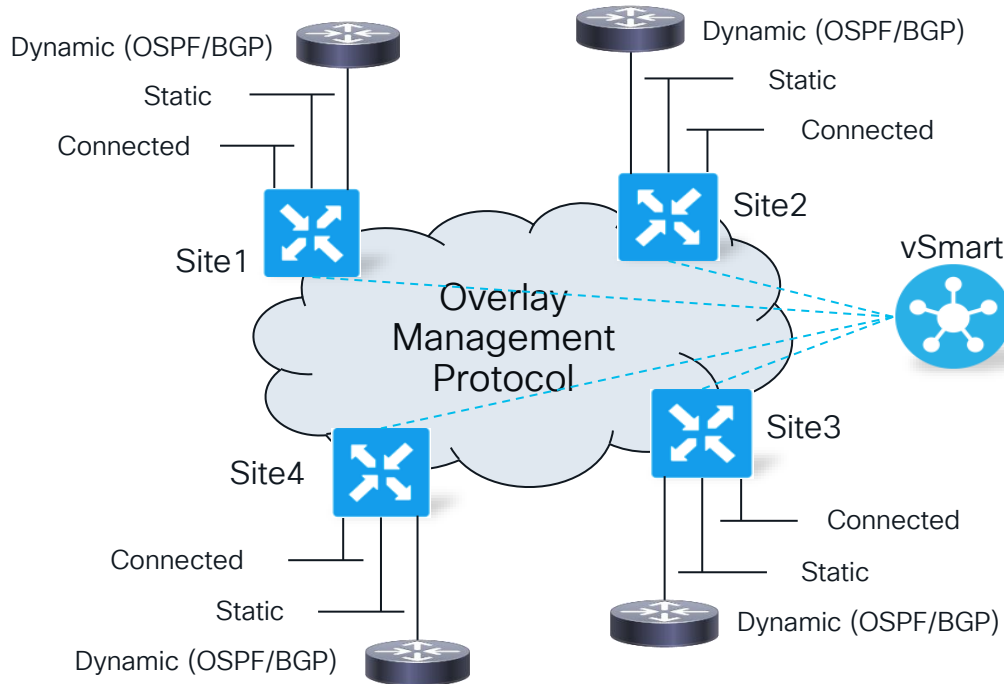 Dynamic (OSPF/BGP)
Static
Connected
Site1
Dynamic (OSPF/BGP)
Static
Connected
Site2
vSmart
Overlay
Management
Protocol
Site4
Connected
Static
Dynamic (OSPF/BGP)
Site3
Connected
Static
Dynamic (OSPF/BGP)